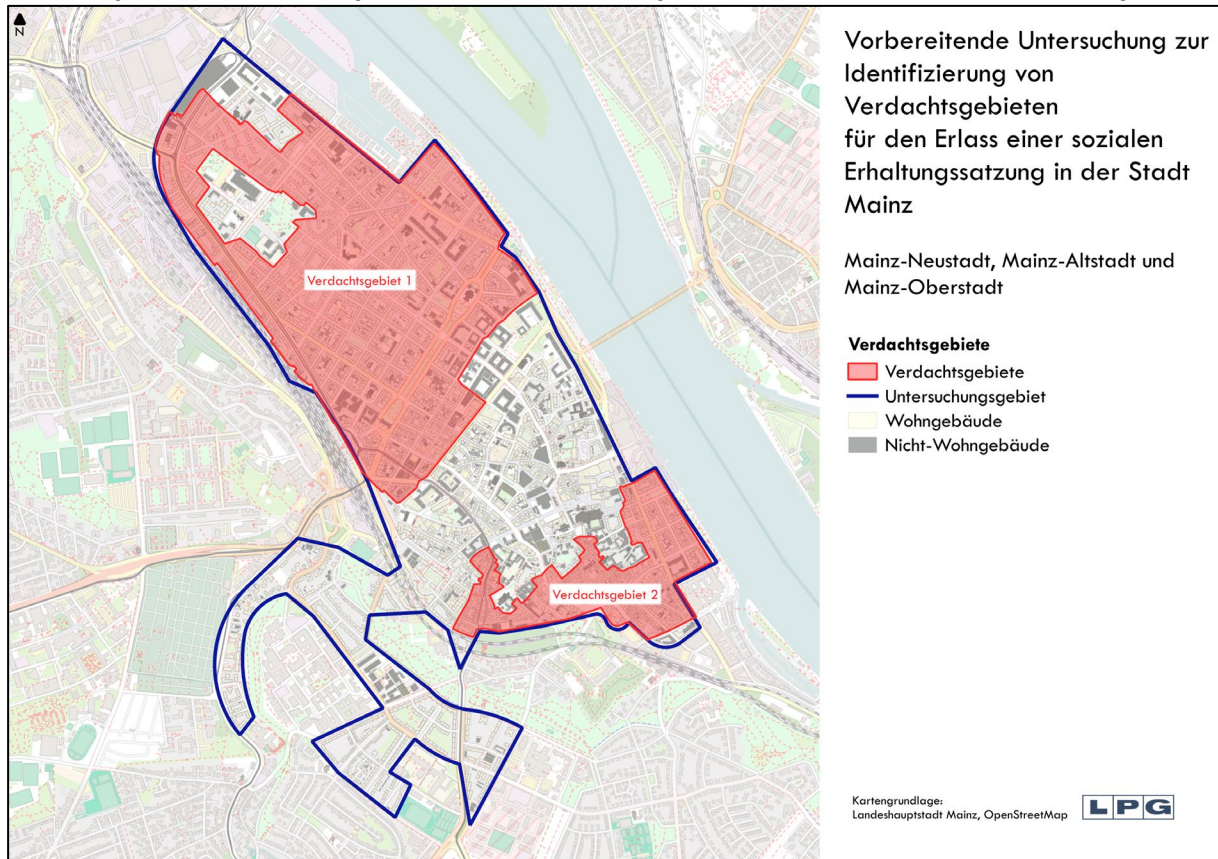 N
Vorbereitende Untersuchung zur
Identifizierung von
Verdachtsgebieten
für den Erlass einer sozialen
Erhaltungssatzung in der Stadt
Mainz
Mainz-Neustadt, Mainz-Altstadt und
Mainz-Oberstadt
Verdachtsgebiete
Verdachtsgebiete
Untersuchungsgebiet
Wohngebäude
Nicht-Wohngebäude
Verdachtsgebiet 1
Verdachtsgebiet 2
Kartengrundlage:
Landeshauptstadt Mainz, OpenStreetMap
LPG